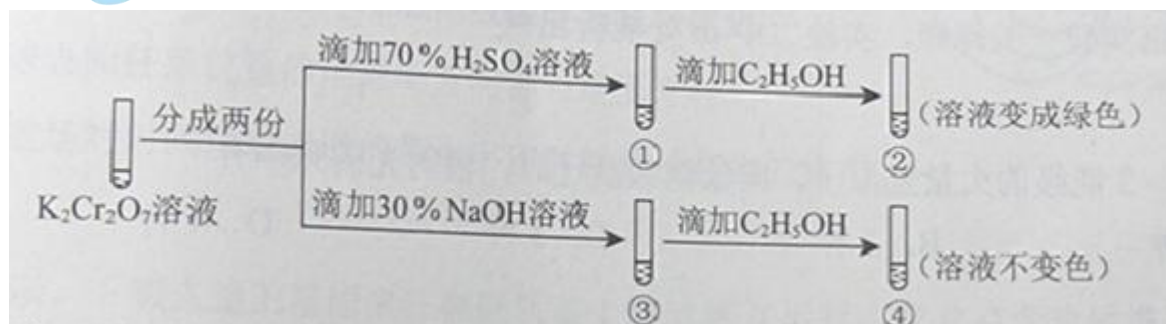 滴加70%H₂SO₄溶液
滴加C₂H₅OH
(溶液变成绿色)
①
②
分成两份
K₂Cr₂O₇溶液
滴加30%NaOH溶液
滴加C₂H₅OH
(溶液不变色)
③
④